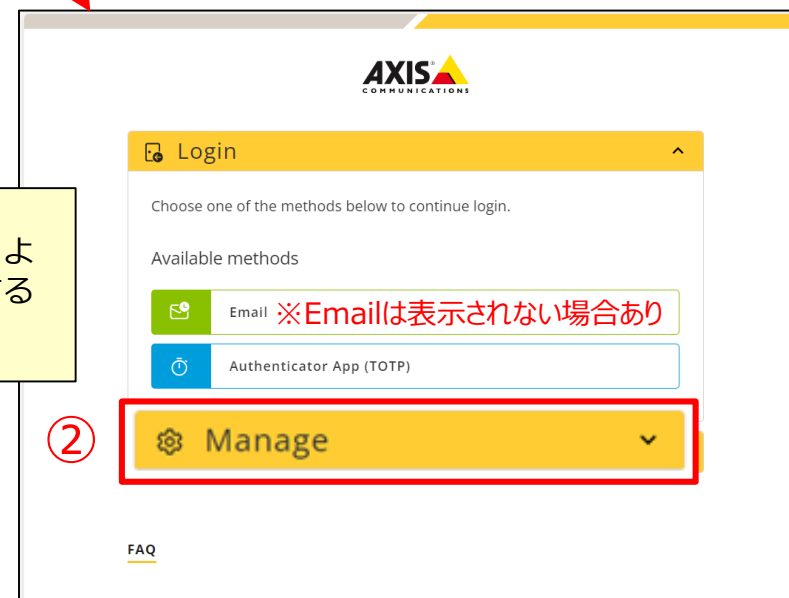 AXIS
COMMUNICATIONS
Login
Choose one of the methods below to continue login.
よ
Available methods
る
Email ※Emailは表示されない場合あり
Authenticator App (TOTP)
② Manage
FAQ